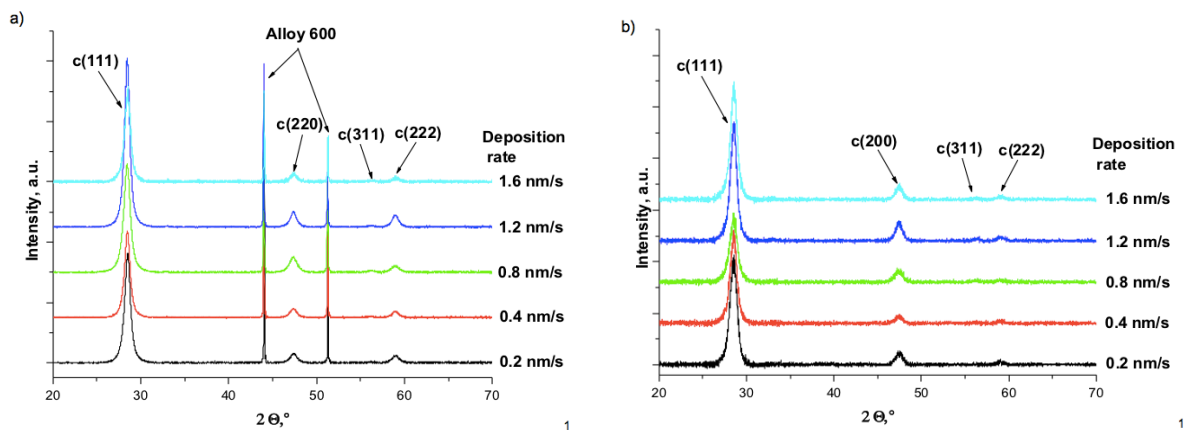 a)
Alloy 600
c(111)
c(220)
c(311)
c(222)
Deposition
rate
1.6 nm/s
1.2 nm/s
0.8 nm/s
0.4 nm/s
0.2 nm/s
Intensity, a.u.
20 30 40 50 60 70
2 Θ,°
1
b)
c(111)
c(200)
c(311)
c(222)
Deposition
rate
1.6 nm/s
1.2 nm/s
0.8 nm/s
0.4 nm/s
0.2 nm/s
Intensity, a.u.
20 30 40 50 60 70
2 Θ,°
1